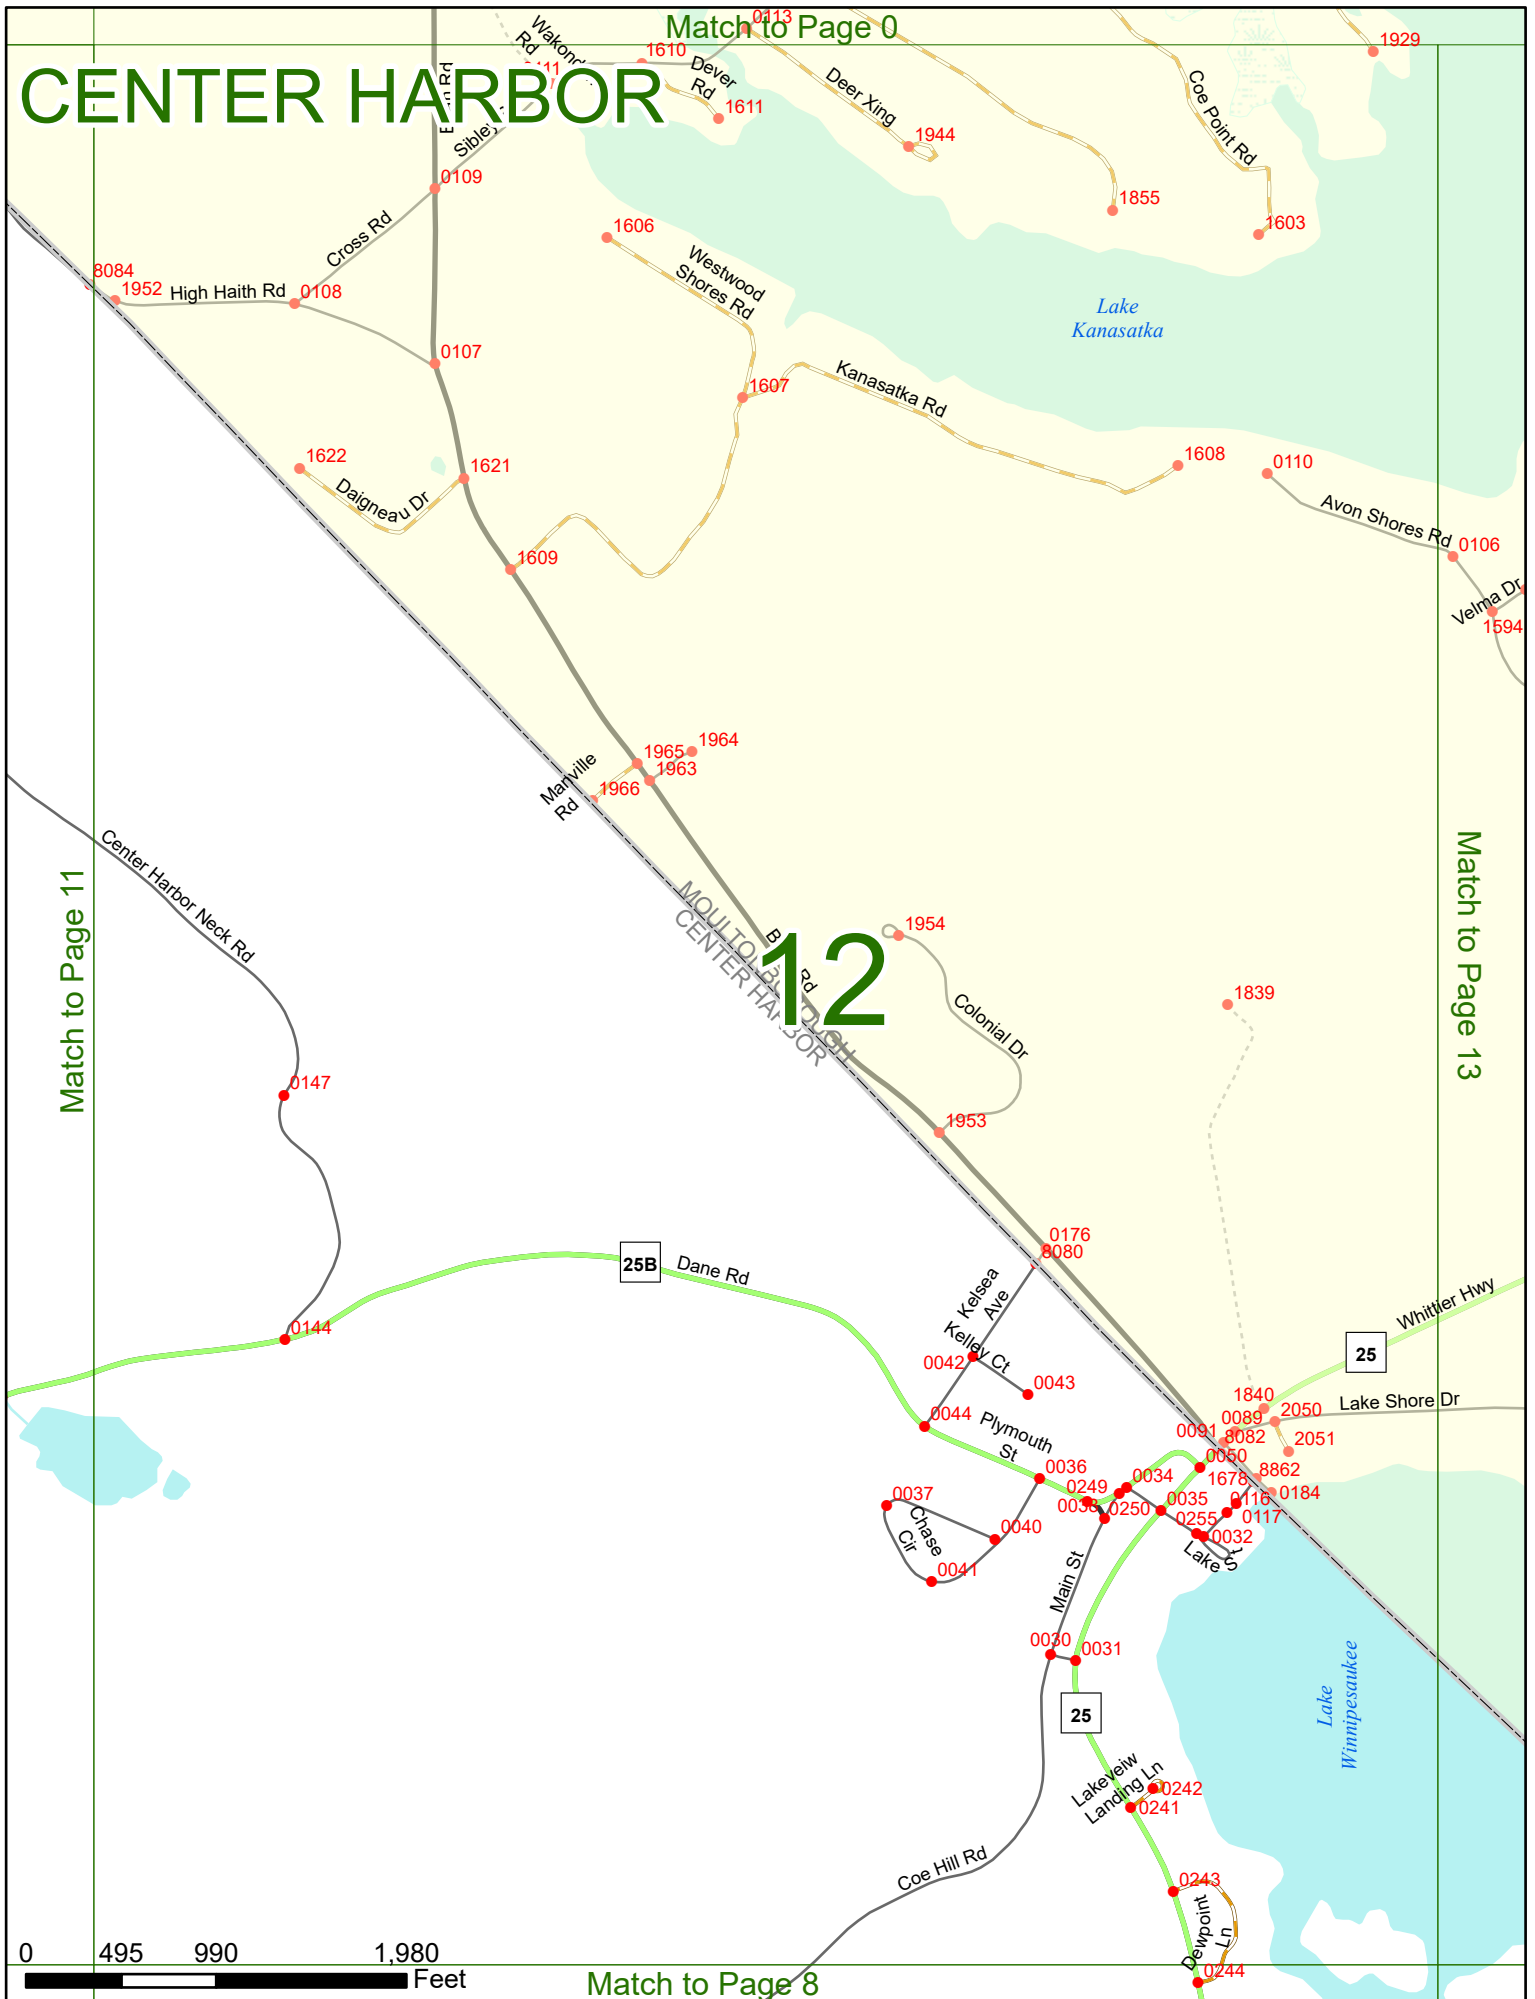 Match to Page 0
CENTER HARBOR
0113
1929
Wakond
Rd
1610
Dever
Rd
1611
Deer Xing
1944
Coe Point Rd
Sibley
0109
1855
1603
Cross Rd
1606
Westwood
Shores Rd
8084
1952
High Haith Rd
0108
Lake
Kanasatka
0107
1607
Kanasatka Rd
1622
1621
Daigneau Dr
1608
0110
Avon Shores Rd
0106
1609
Velma Dr
1594
1964
1965
1963
Manville
Rd
1966
Center Harbor Neck Rd
Match to Page 11
Match to Page 13
MOULTONBOROUGH
CENTER HARBOR
Rd
12
1954
Colonial Dr
1839
0147
1953
0176
8080
25B
Dane Rd
Kelsea
Ave
Kelley Ct
0042
0043
0144
Whittier Hwy
25
1840
Lake Shore Dr
0089
2050
0091
8082
2051
0044
Plymouth
St
0050
0036
1678
8862
0034
0249
0184
0037
0038
0250
0035
0116
0117
Chase
Cir
0040
0255
0032
Lake St
0041
Main St
0030
0031
25
Lake
Winnipesaukee
Lakeveiw
Landing Ln
0242
0241
Coe Hill Rd
0243
Dewpoint
Ln
0244
0 495 990 1,980
Feet
Match to Page 8